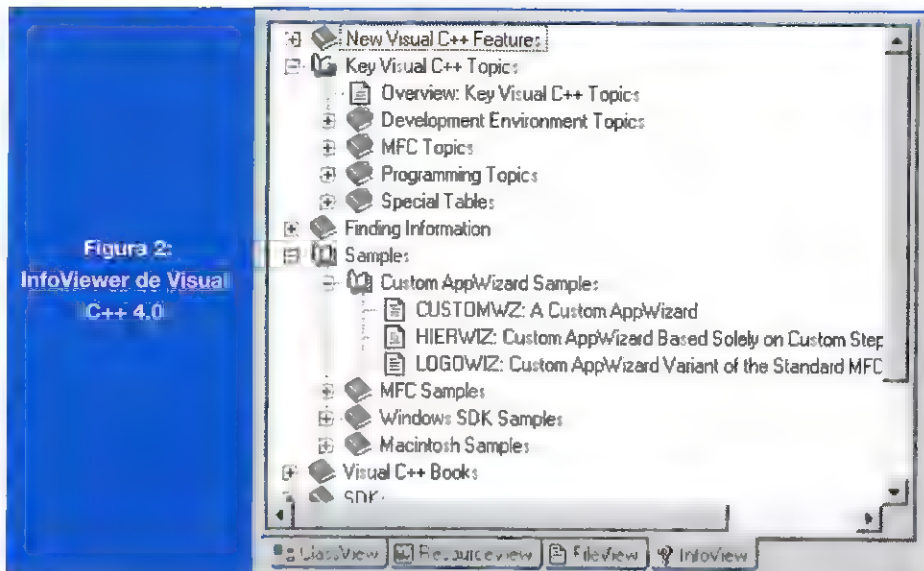 Figura 2:
InfoViewer de Visual
C++ 4.0
New Visual C++ Features
Key Visual C++ Topics
Overview: Key Visual C++ Topics
Development Environment Topics
MFC Topics
Programming Topics
Special Tables
Finding Information
Samples
Custom AppWizard Samples
CUSTOMWZ: A Custom AppWizard
HIERWIZ: Custom AppWizard Based Solely on Custom Step
LOGOWIZ: Custom AppWizard Variant of the Standard MFC
MFC Samples
Windows SDK Samples
Macintosh Samples
Visual C++ Books
SDK
ClassView
ResourceView
FileView
InfoView